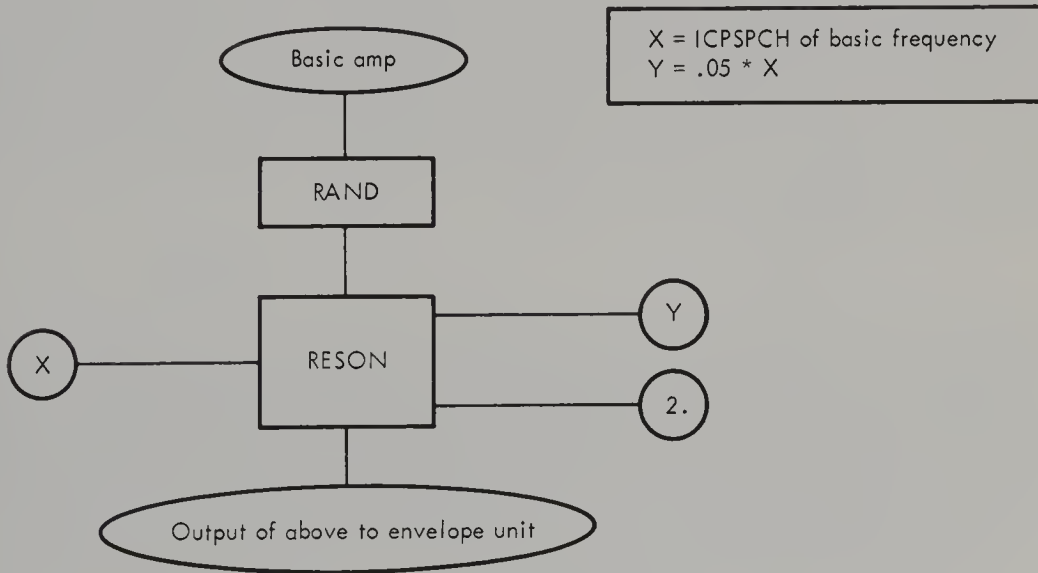 X = ICPSPCH of basic frequency
Y = .05 * X
Basic amp
RAND
RESON
X
Y
2.
Output of above to envelope unit